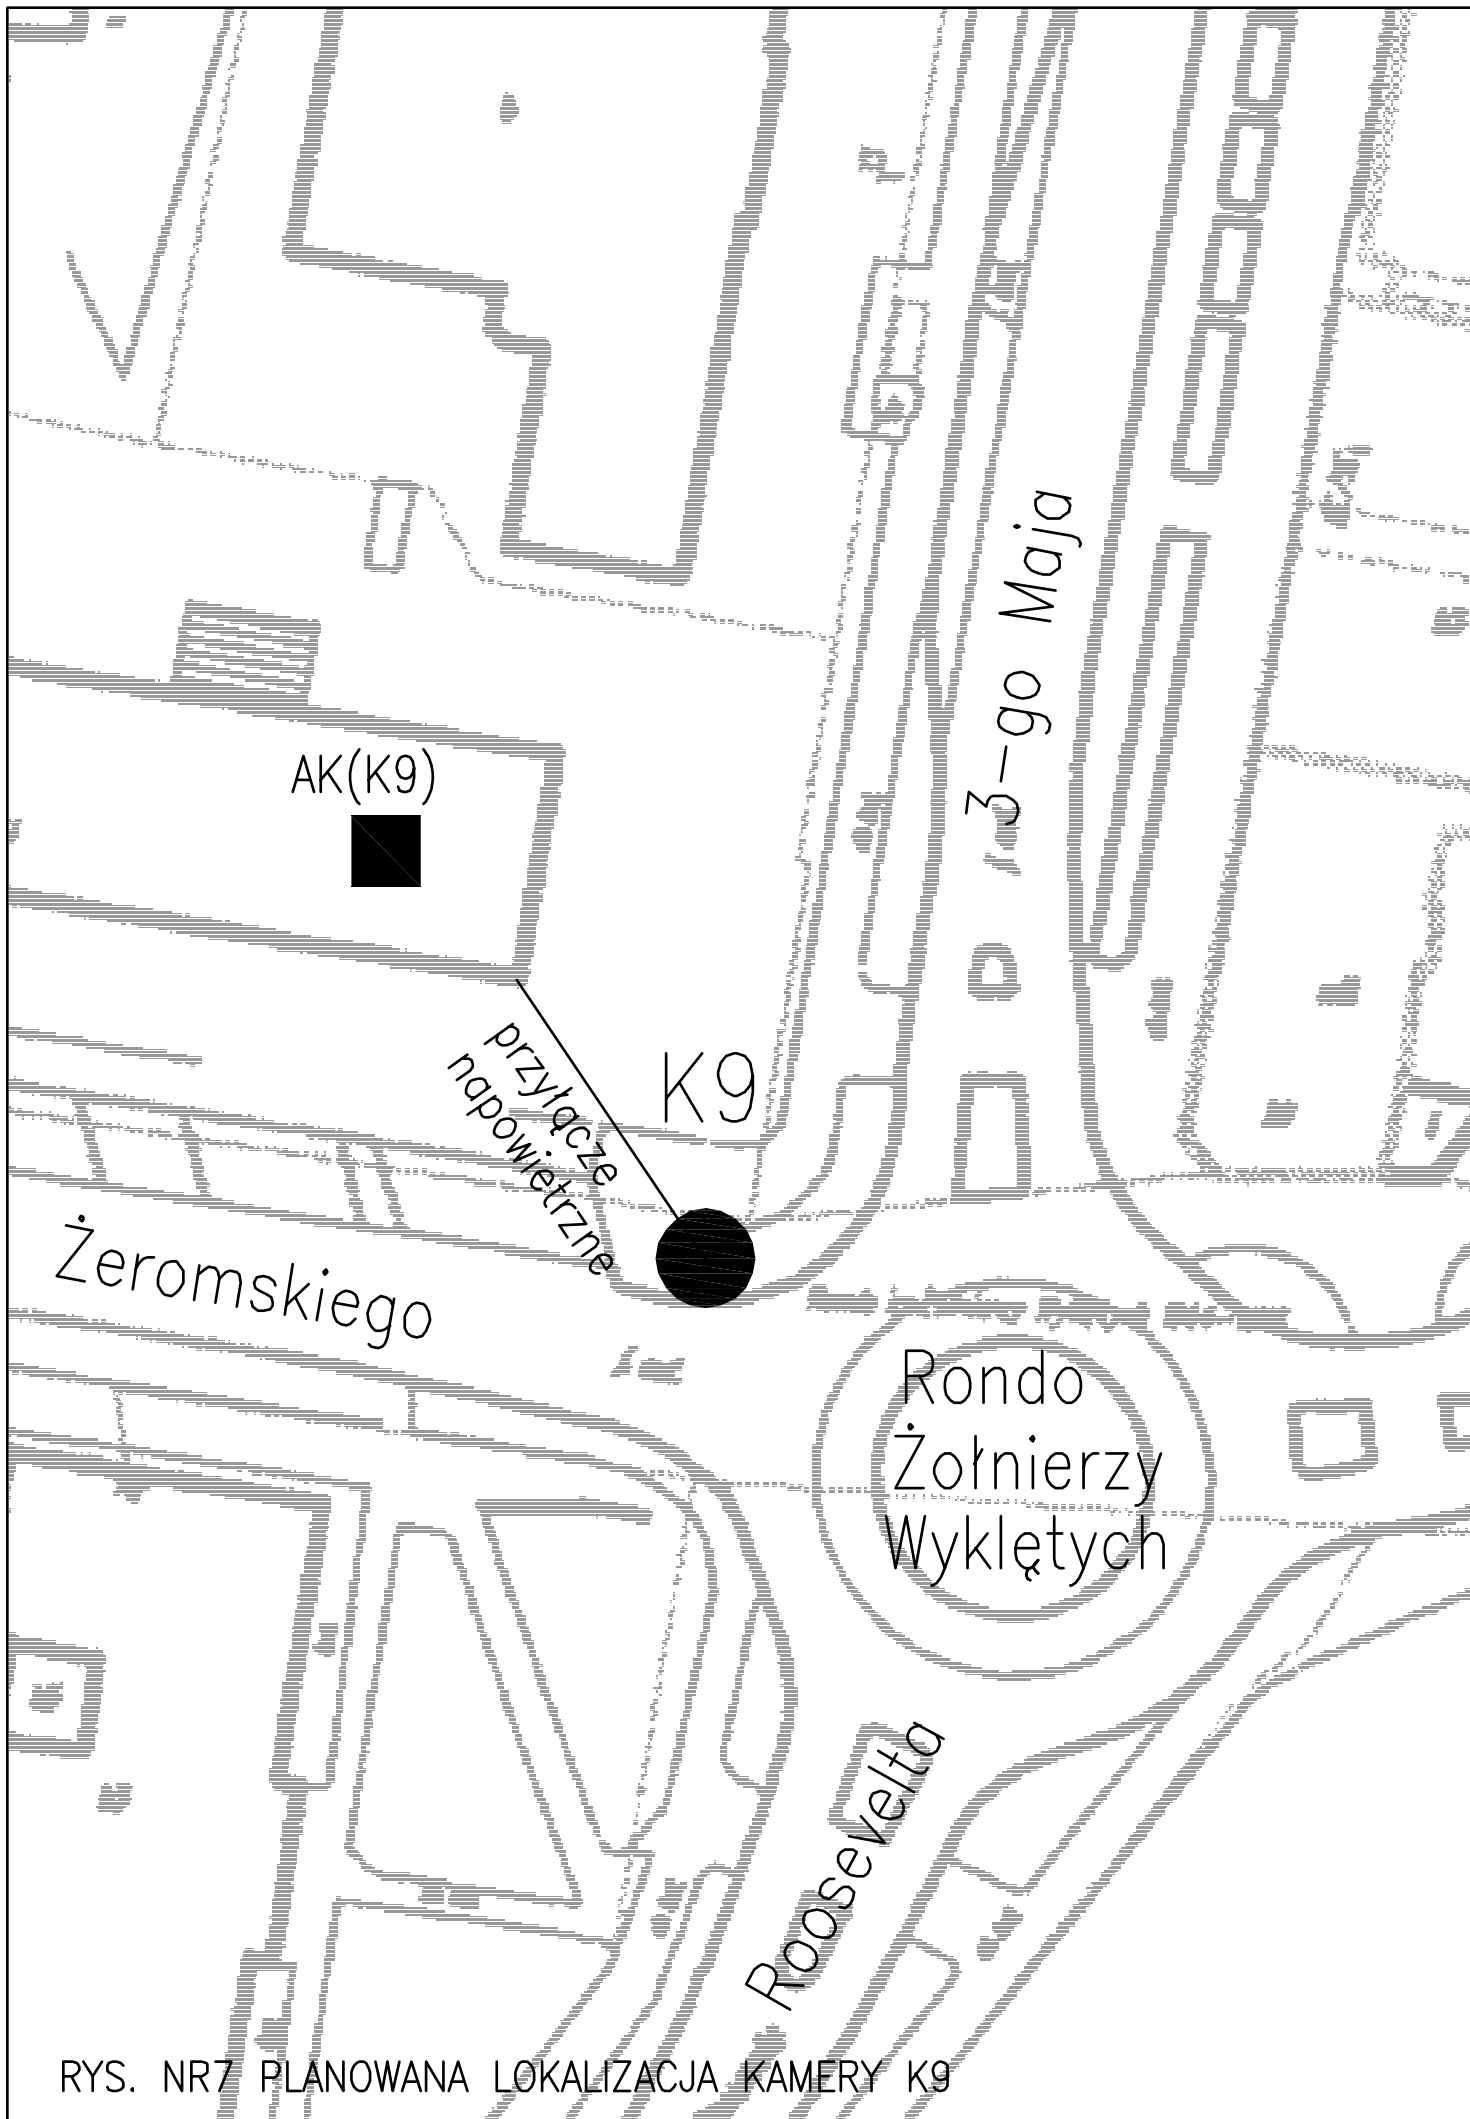 3-go Maja
AK(K9)
K9
przyłącze
napowietrzne
Żeromskiego
Rondo
Żołnierzy
Wyklętych
Roosevelta
RYS. NR7 PLANOWANA LOKALIZACJA KAMERY K9